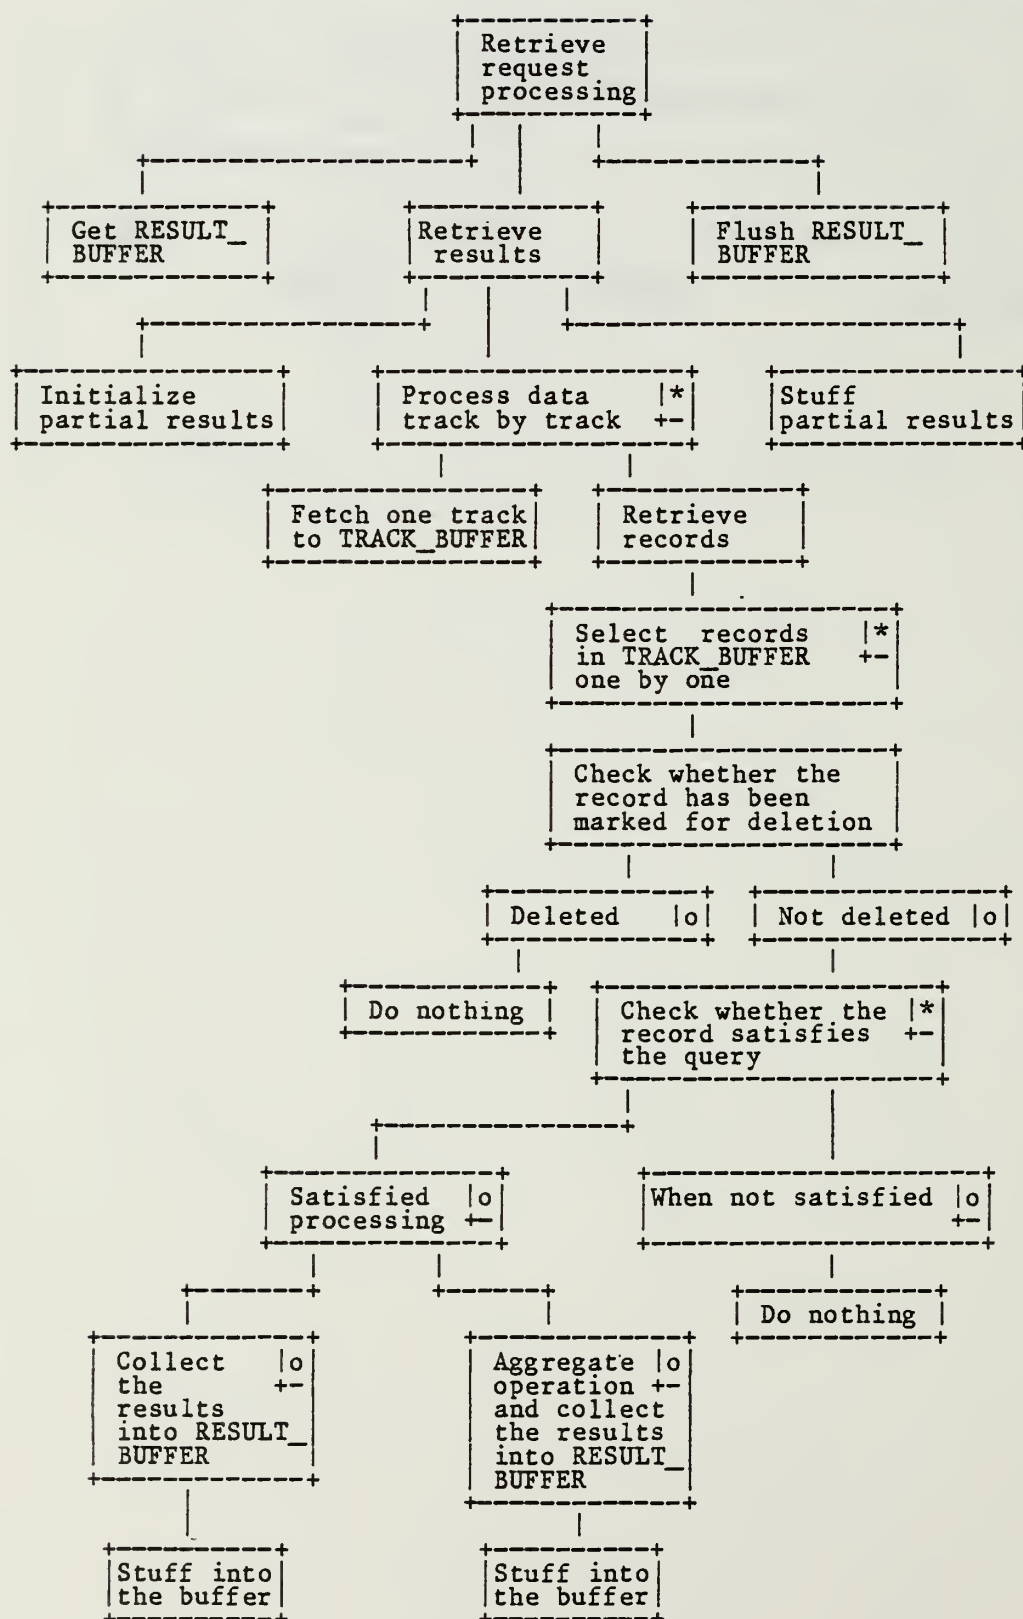 Retrieve
request
processing
Get RESULT_
BUFFER
Retrieve
results
Flush RESULT_
BUFFER
Initialize
partial results
Process data |*
track by track +-
Stuff
partial results
Fetch one track
to TRACK_BUFFER
Retrieve
records
Select records |*
in TRACK_BUFFER +-
one by one
Check whether the
record has been
marked for deletion
Deleted |o
Not deleted |o
Do nothing
Check whether the |*
record satisfies +-
the query
Satisfied |o
processing +-
When not satisfied |o
+-
Do nothing
Collect |o
the +-
results
into RESULT_
BUFFER
Aggregate |o
operation +-
and collect
the results
into RESULT_
BUFFER
Stuff into
the buffer
Stuff into
the buffer